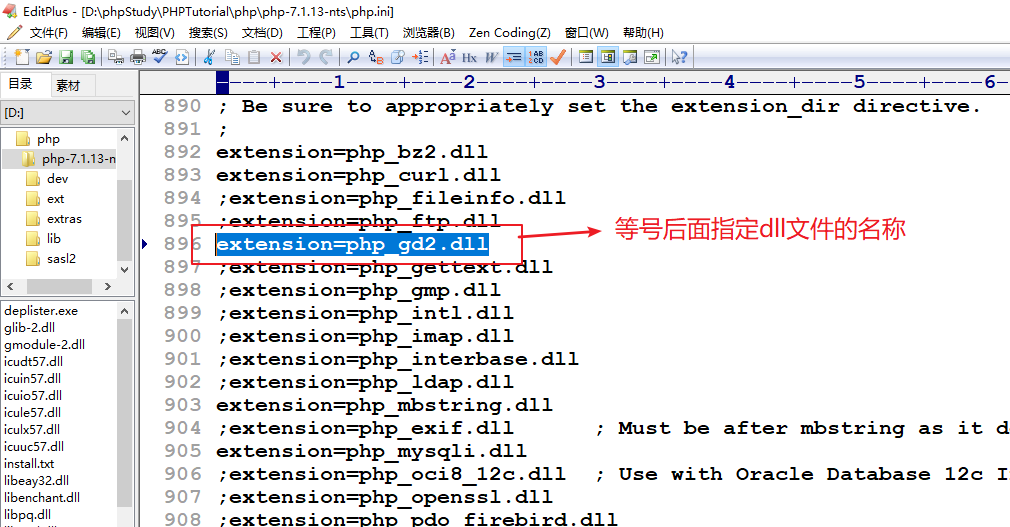 EditPlus - [D:\phpStudy\PHPTutorial\php\php-7.1.13-nts\php.ini]
文件(F) 编辑(E) 视图(V) 搜索(S) 文档(D) 工程(P) 工具(T) 浏览器(B) Zen Coding(Z) 窗口(W) 帮助(H)
目录 素材
[D:]
php
php-7.1.13-n
dev
ext
extras
lib
sasl2
deplister.exe
glib-2.dll
gmodule-2.dll
icudt57.dll
icuin57.dll
icuio57.dll
icule57.dll
iculx57.dll
icuuc57.dll
install.txt
libeay32.dll
libenchant.dll
libpq.dll
----+----1----+----2----+----3----+----4----+----5----+----6-
890 ; Be sure to appropriately set the extension_dir directive.
891 ;
892 extension=php_bz2.dll
893 extension=php_curl.dll
894 ;extension=php_fileinfo.dll
895 ;extension=php_ftp.dll
896 extension=php_gd2.dll
等号后面指定dll文件的名称
897 ;extension=php_gettext.dll
898 ;extension=php_gmp.dll
899 ;extension=php_intl.dll
900 ;extension=php_imap.dll
901 ;extension=php_interbase.dll
902 ;extension=php_ldap.dll
903 extension=php_mbstring.dll
904 ;extension=php_exif.dll ; Must be after mbstring as it d
905 extension=php_mysqli.dll
906 ;extension=php_oci8_12c.dll ; Use with Oracle Database 12c I
907 ;extension=php_openssl.dll
908 ;extension=php_pdo_firebird.dll